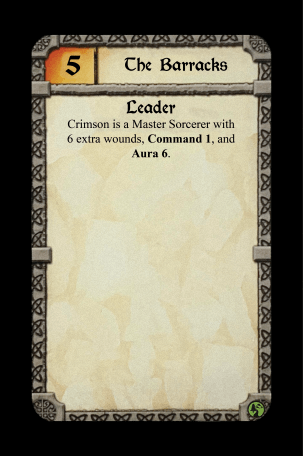 5 The Barracks
Leader
Crimson is a Master Sorcerer with
6 extra wounds, Command 1, and
Aura 6.